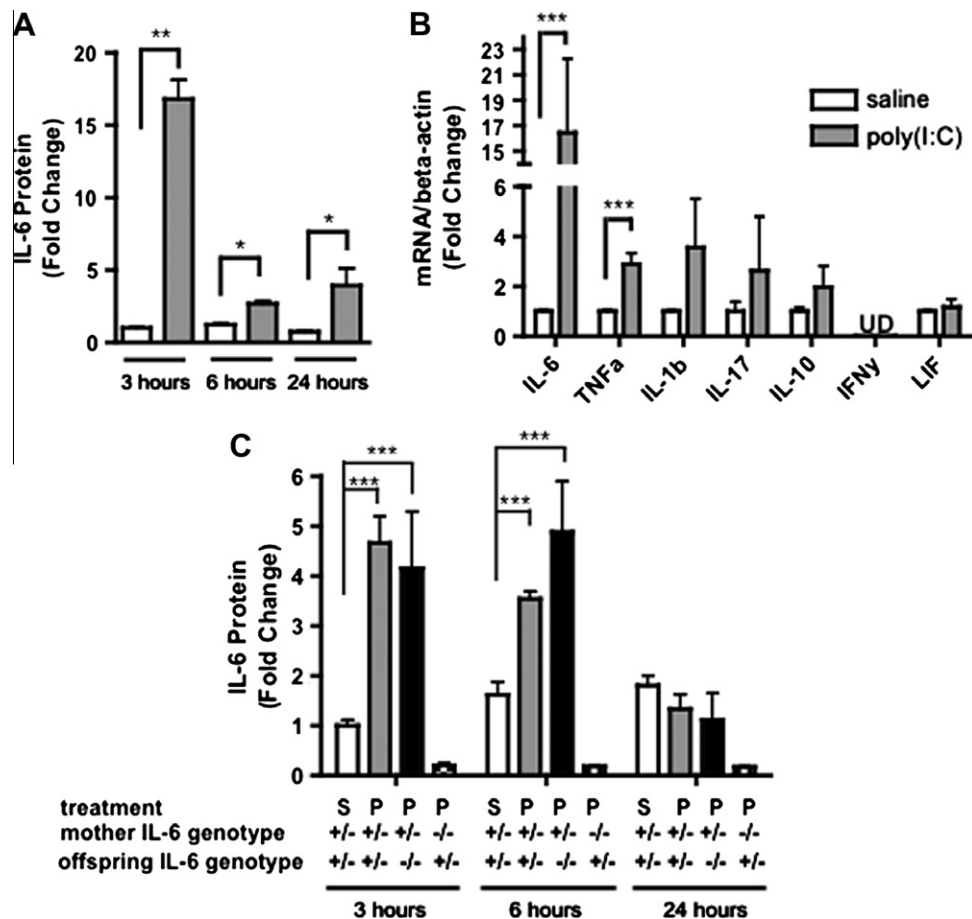 A
IL-6 Protein
(Fold Change)
20
15
10
5
0
**
*
*
3 hours
6 hours
24 hours
B
mRNA/beta-actin
(Fold Change)
23
21
19
17
15
6
4
2
0
***
***
UD
IL-6
TNFa
IL-1b
IL-17
IL-10
IFNy
LIF
saline
poly(I:C)
C
IL-6 Protein
(Fold Change)
6
5
4
3
2
1
0
***
***
***
***
treatment S P P P S P P P S P P P
mother IL-6 genotype +/- +/- +/- -/- +/- +/- +/- -/- +/- +/- +/- -/-
offspring IL-6 genotype +/- +/- -/- +/- +/- +/- -/- +/- +/- +/- -/- +/-
3 hours 6 hours 24 hours